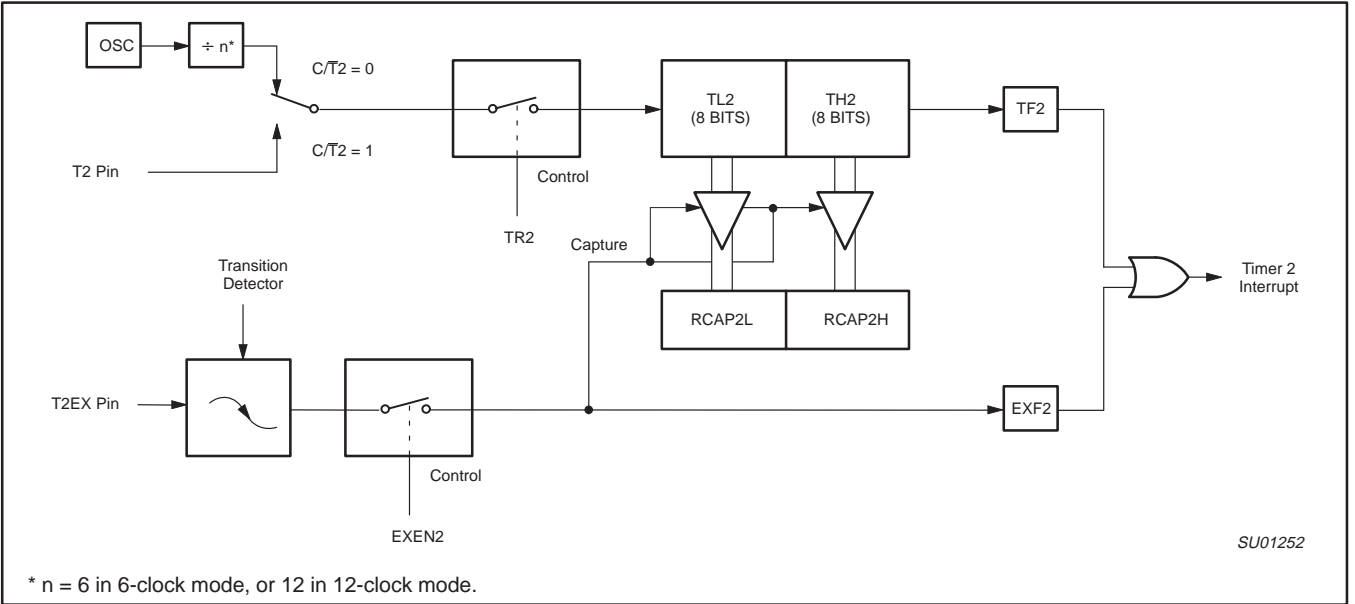 OSC
÷ n*
C/T̅2 = 0
TL2
(8 BITS)
TH2
(8 BITS)
TF2
C/T̅2 = 1
T2 Pin
Control
TR2
Capture
Transition
Detector
Timer 2
Interrupt
RCAP2L
RCAP2H
T2EX Pin
EXF2
Control
EXEN2
SU01252
* n = 6 in 6-clock mode, or 12 in 12-clock mode.